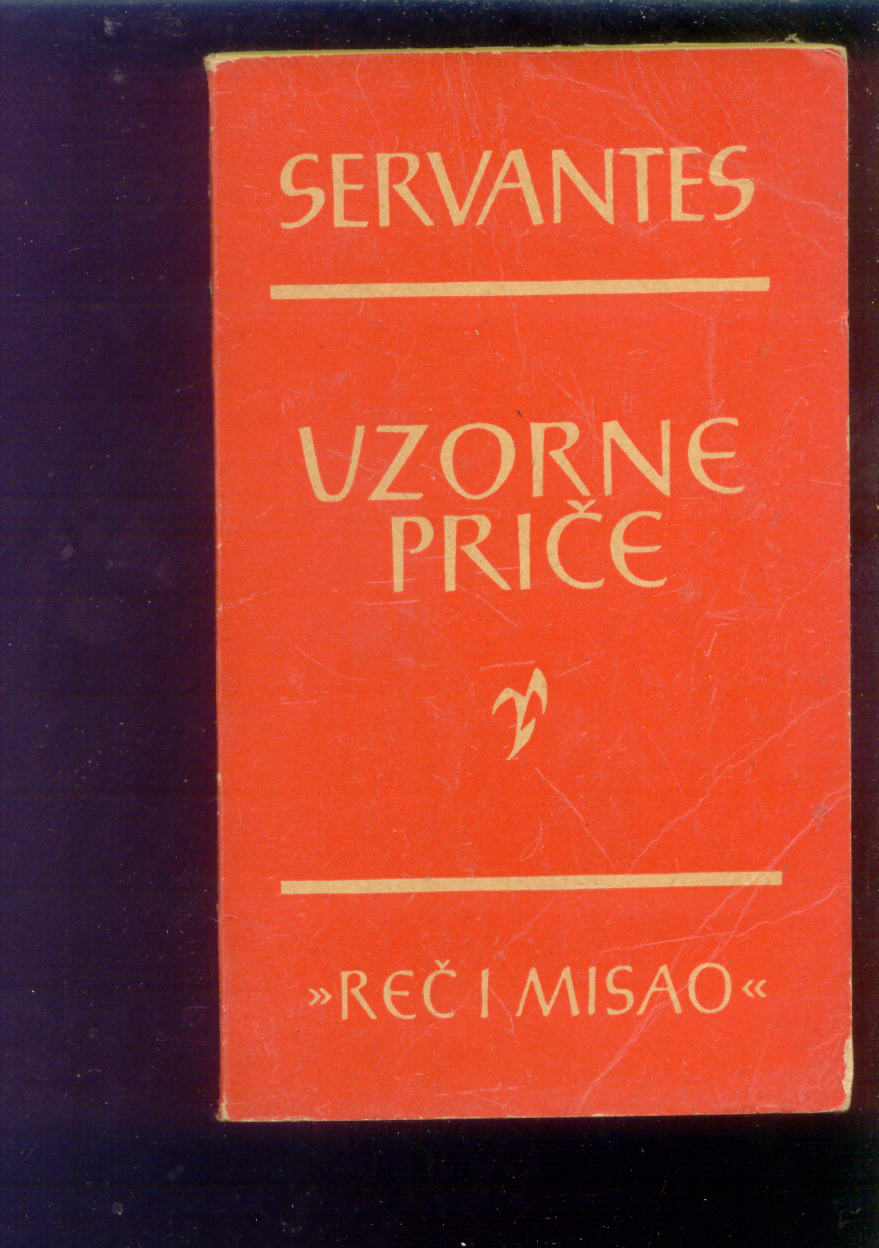 SERVANTES
UZORNE
PRIČE
»REČ I MISAO«